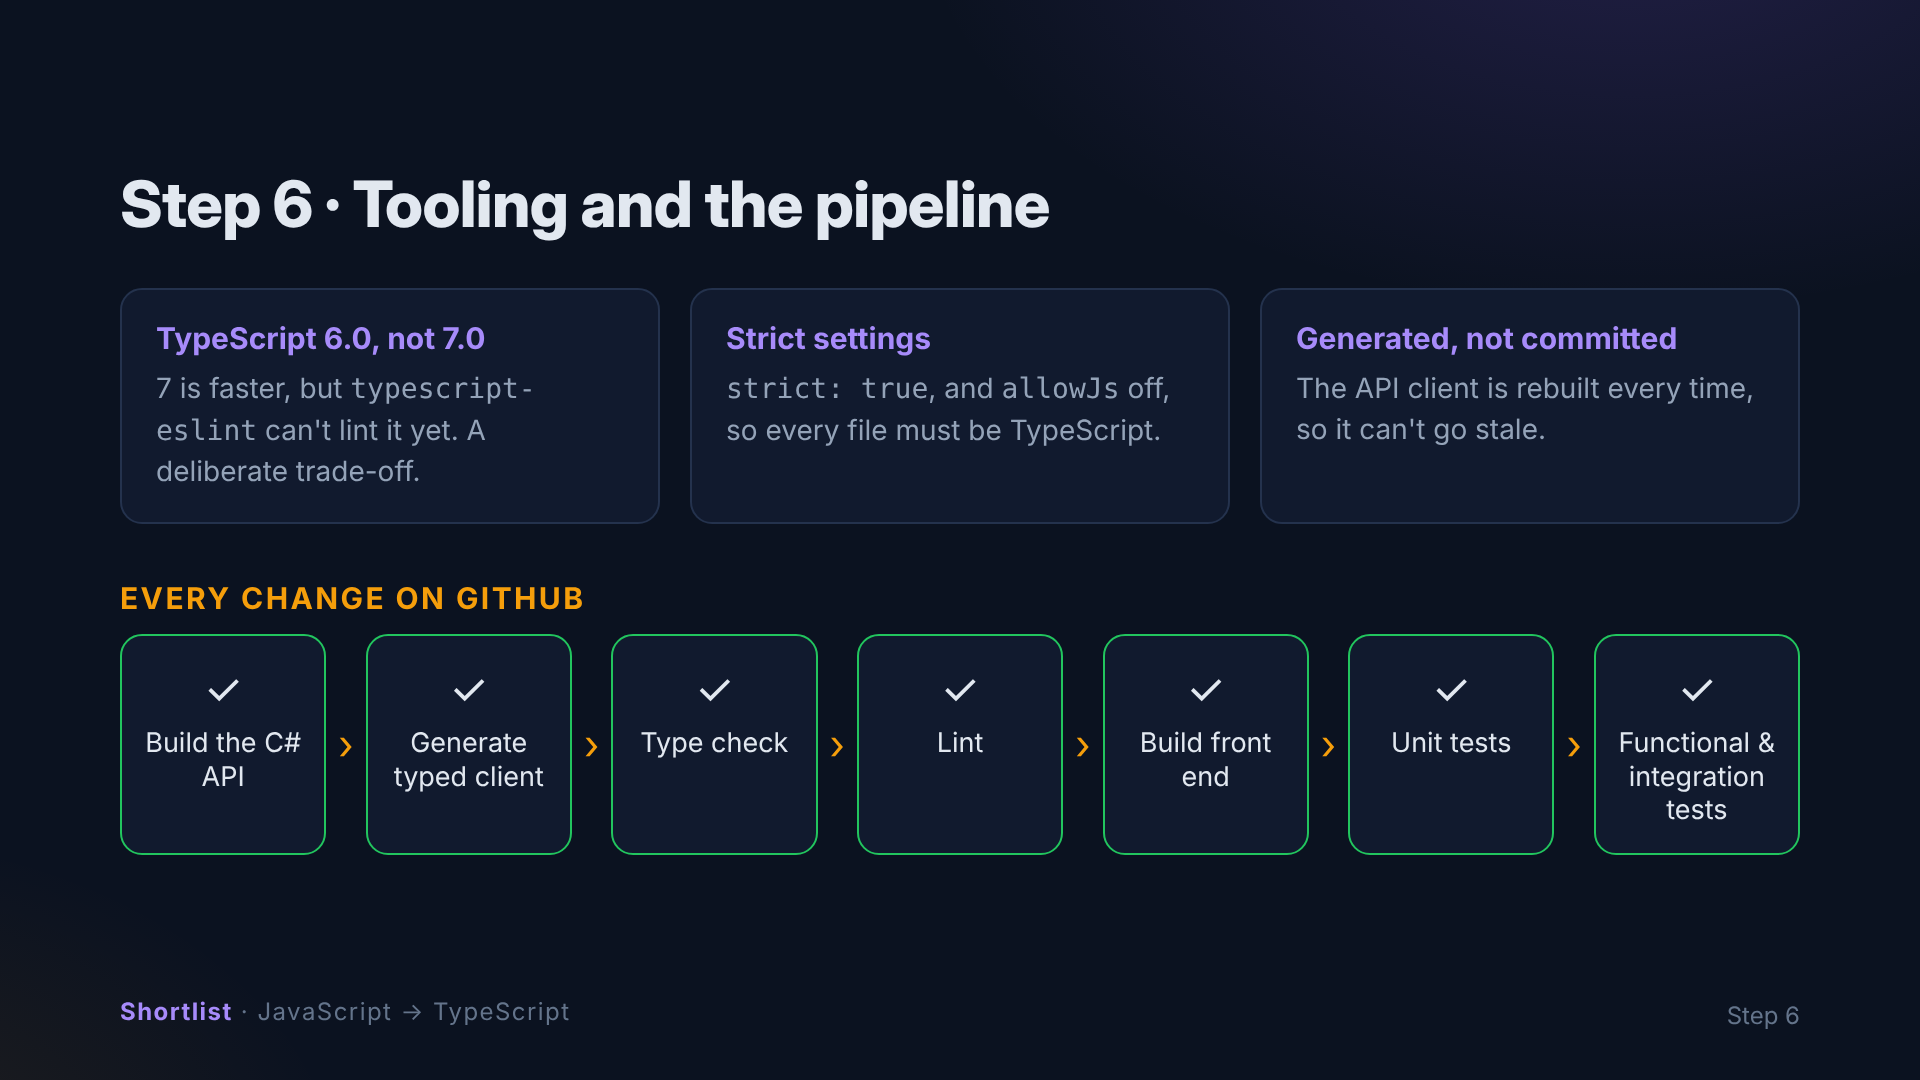 Step 6 · Tooling and the pipeline
TypeScript 6.0, not 7.0
7 is faster, but typescript-
eslint can't lint it yet. A
deliberate trade-off.
Strict settings
strict: true, and allowJs off,
so every file must be TypeScript.
Generated, not committed
The API client is rebuilt every time,
so it can't go stale.
EVERY CHANGE ON GITHUB
✓
Build the C#
API
›
✓
Generate
typed client
›
✓
Type check
›
✓
Lint
›
✓
Build front
end
›
✓
Unit tests
›
✓
Functional &
integration
tests
Shortlist · JavaScript → TypeScript
Step 6